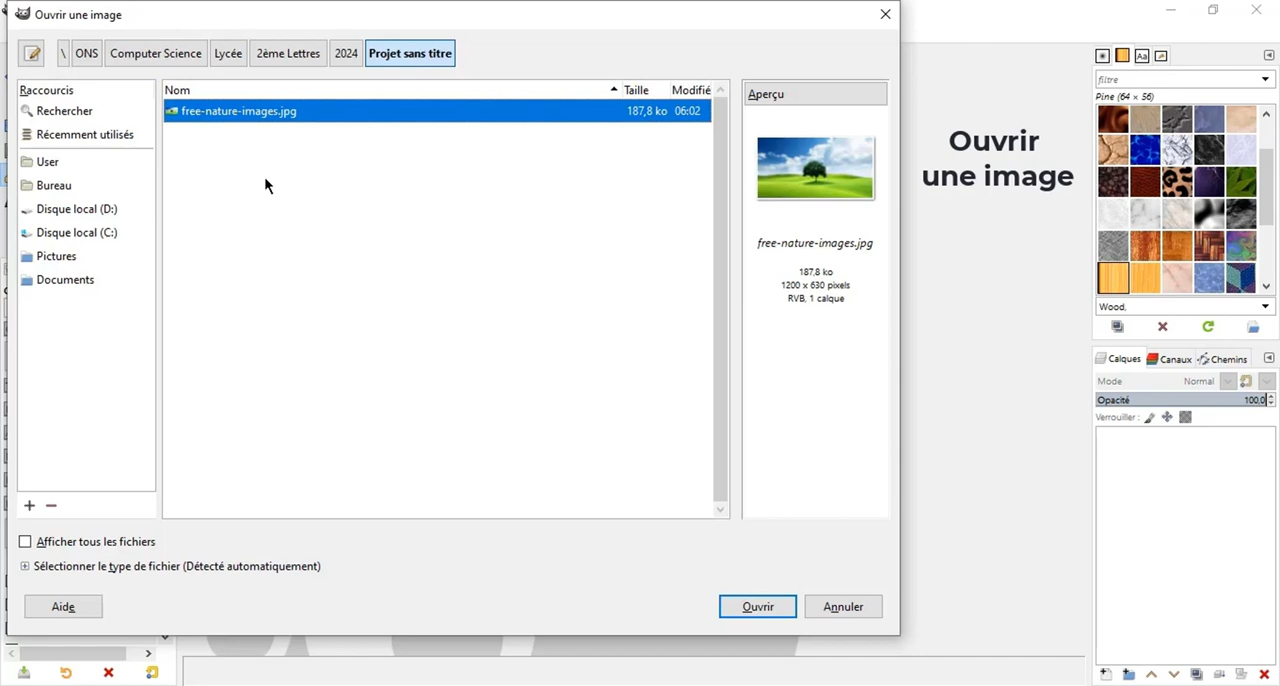 Ouvrir une image
\ ONS Computer Science Lycée 2ème Lettres 2024 Projet sans titre
Raccourcis
Rechercher
Récemment utilisés
User
Bureau
Disque local (D:)
Disque local (C:)
Pictures
Documents
Nom Taille Modifié
free-nature-images.jpg 187,8 ko 06:02
Aperçu
free-nature-images.jpg
187,8 ko
1200 x 630 pixels
RVB, 1 calque
Afficher tous les fichiers
Sélectionner le type de fichier (Détecté automatiquement)
Aide
Ouvrir Annuler
Ouvrir
une image
Aa
filtre
Pine (64 × 56)
Wood,
Calques Canaux Chemins
Mode Normal
Opacité 100,0
Verrouiller :